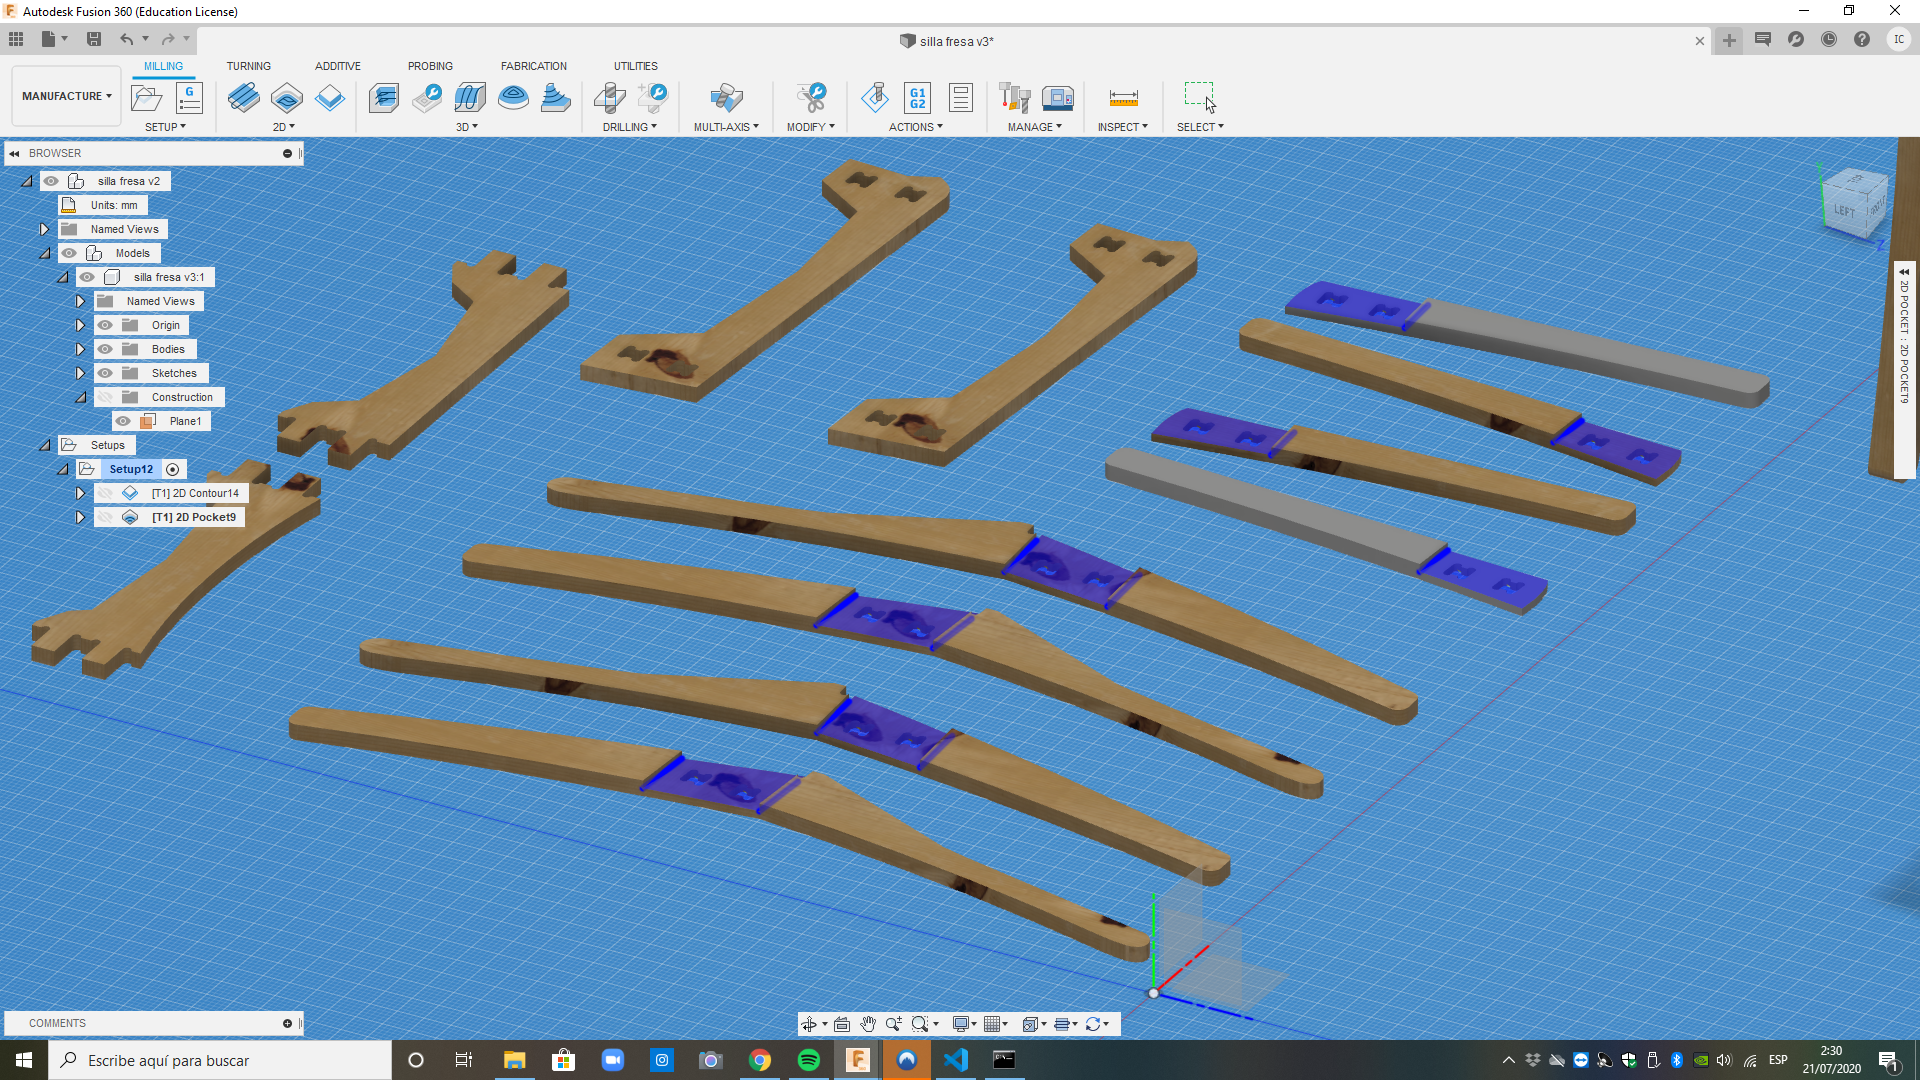 Autodesk Fusion 360 (Education License)
silla fresa v3*
IC
MILLING TURNING ADDITIVE PROBING FABRICATION UTILITIES
MANUFACTURE
G
G1
G2
SETUP 2D 3D DRILLING MULTI-AXIS MODIFY ACTIONS MANAGE INSPECT SELECT
BROWSER
silla fresa v2
Units: mm
Named Views
Models
silla fresa v3:1
Named Views
Origin
Bodies
Sketches
Construction
Plane1
Setups
Setup12
[T1] 2D Contour14
[T1] 2D Pocket9
LEFT
Z
2D POCKET : 2D POCKET9
COMMENTS
Escribe aquí para buscar
ESP
2:30
21/07/2020
1